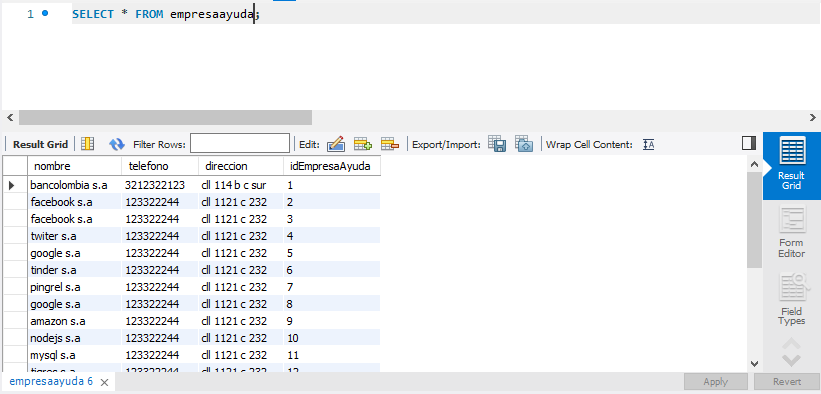 1 SELECT * FROM empresaayuda;
Result Grid Filter Rows: Edit: Export/Import: Wrap Cell Content: IA
nombre telefono direccion idEmpresaAyuda
bancolombia s.a 3212322123 cll 114 b c sur 1
facebook s.a 123322244 cll 1121 c 232 2
facebook s.a 123322244 cll 1121 c 232 3
twiter s.a 123322244 cll 1121 c 232 4
google s.a 123322244 cll 1121 c 232 5
tinder s.a 123322244 cll 1121 c 232 6
pingrel s.a 123322244 cll 1121 c 232 7
google s.a 123322244 cll 1121 c 232 8
amazon s.a 123322244 cll 1121 c 232 9
nodejs s.a 123322244 cll 1121 c 232 10
mysql s.a 123322244 cll 1121 c 232 11
123322244 cll 1121 c 232 12
Result
Grid
Form
Editor
Field
Types
empresaayuda 6
Apply Revert